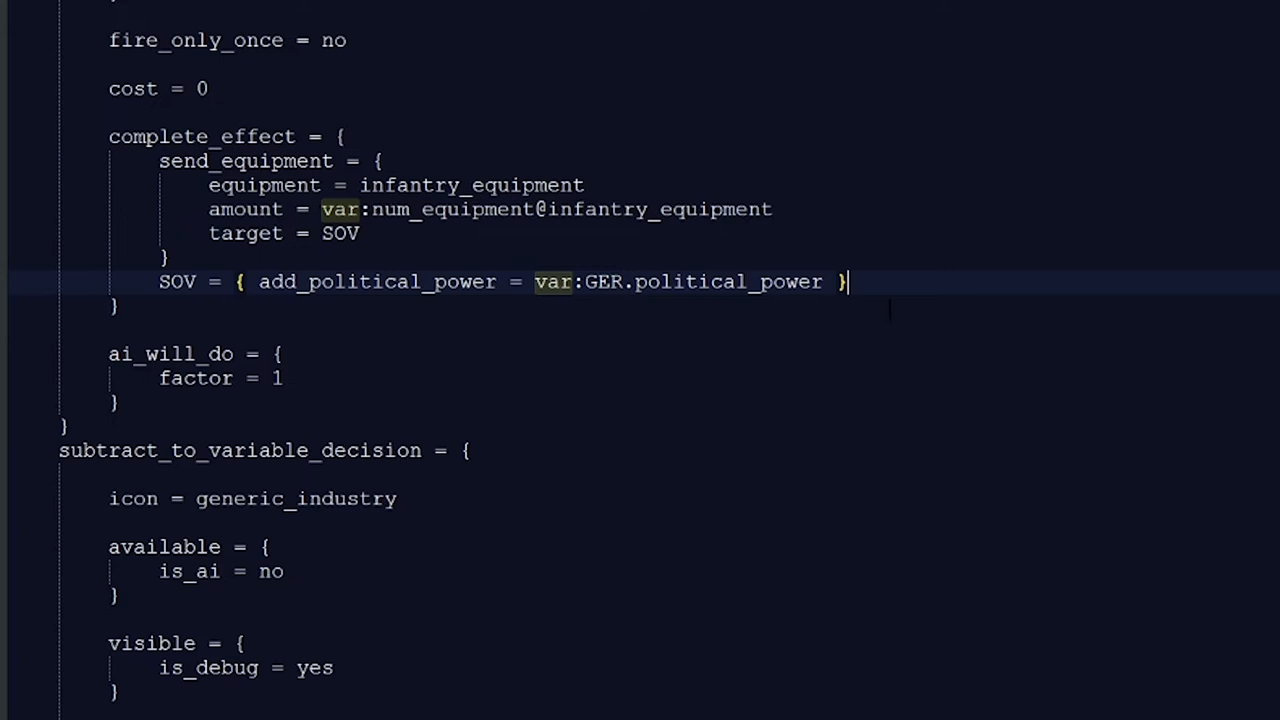 fire_only_once = no
cost = 0
complete_effect = {
send_equipment = {
equipment = infantry_equipment
amount = var:num_equipment@infantry_equipment
target = SOV
}
SOV = { add_political_power = var:GER.political_power }
}
ai_will_do = {
factor = 1
}
}
subtract_to_variable_decision = {
icon = generic_industry
available = {
is_ai = no
}
visible = {
is_debug = yes
}